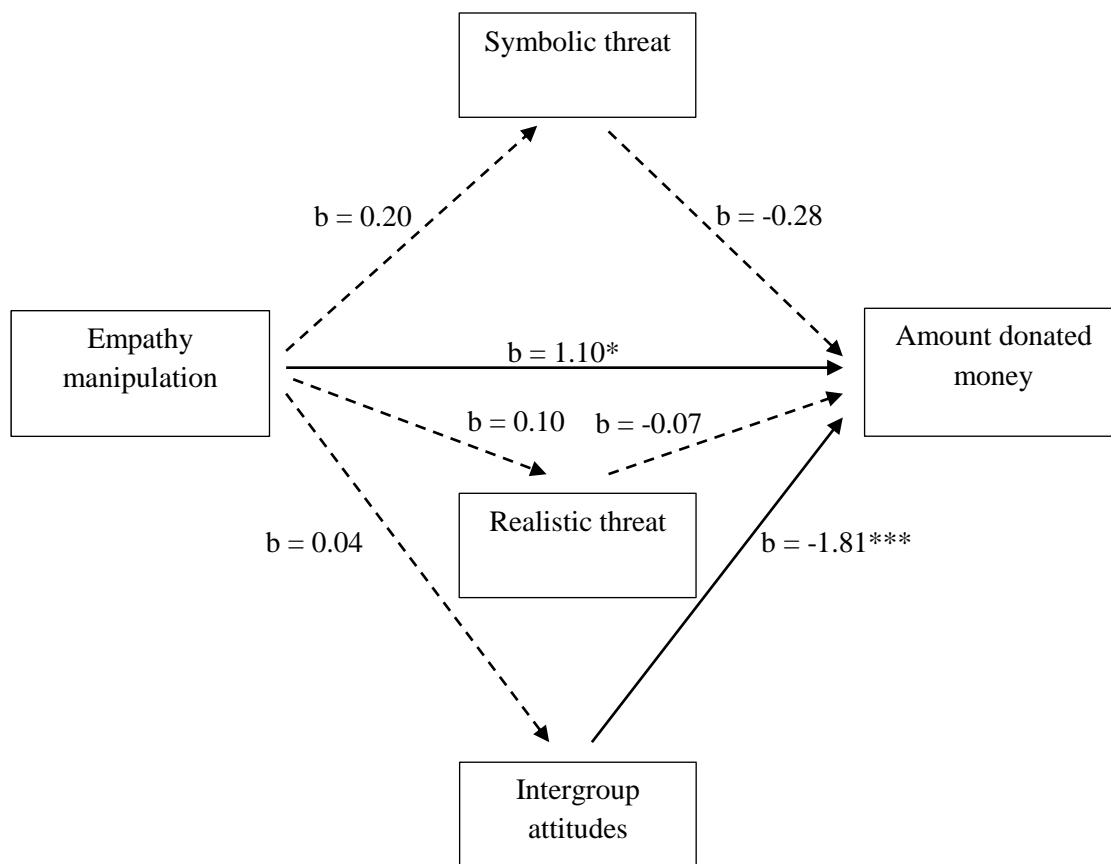 Symbolic threat
b = 0.20
b = -0.28
Empathy
manipulation
b = 1.10*
Amount donated
money
b = 0.10
b = -0.07
Realistic threat
b = 0.04
b = -1.81***
Intergroup
attitudes